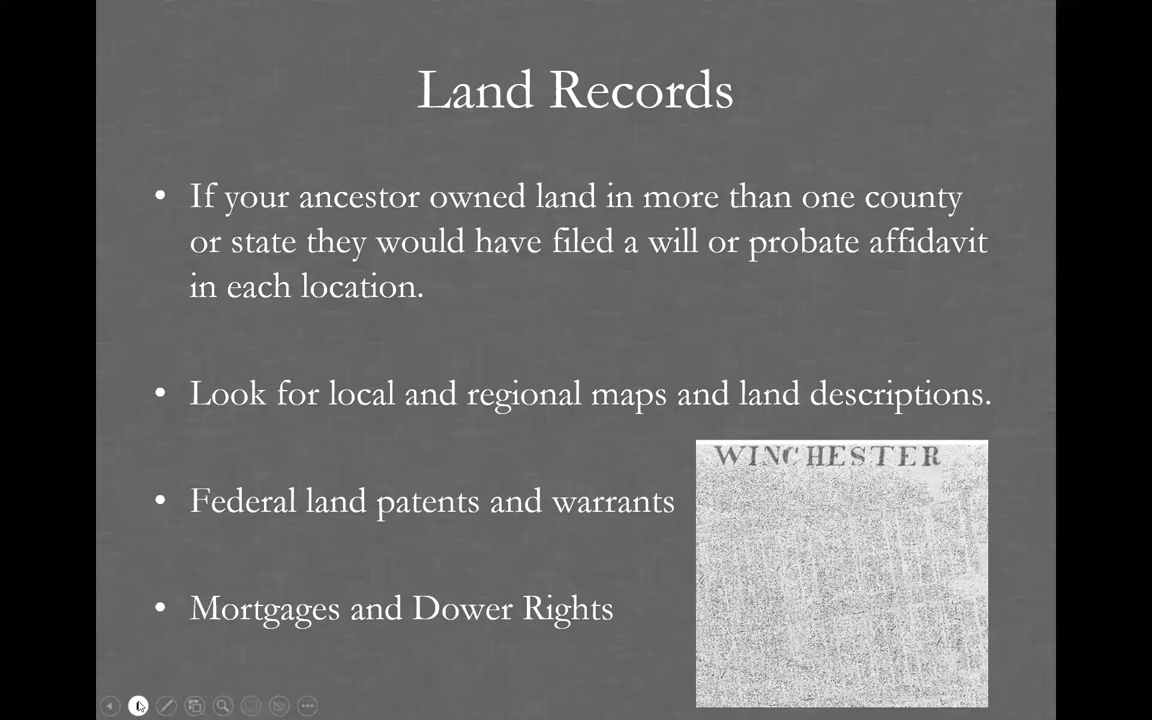 Land Records
• If your ancestor owned land in more than one county
or state they would have filed a will or probate affidavit
in each location.
• Look for local and regional maps and land descriptions.
WINCHESTER
• Federal land patents and warrants
• Mortgages and Dower Rights